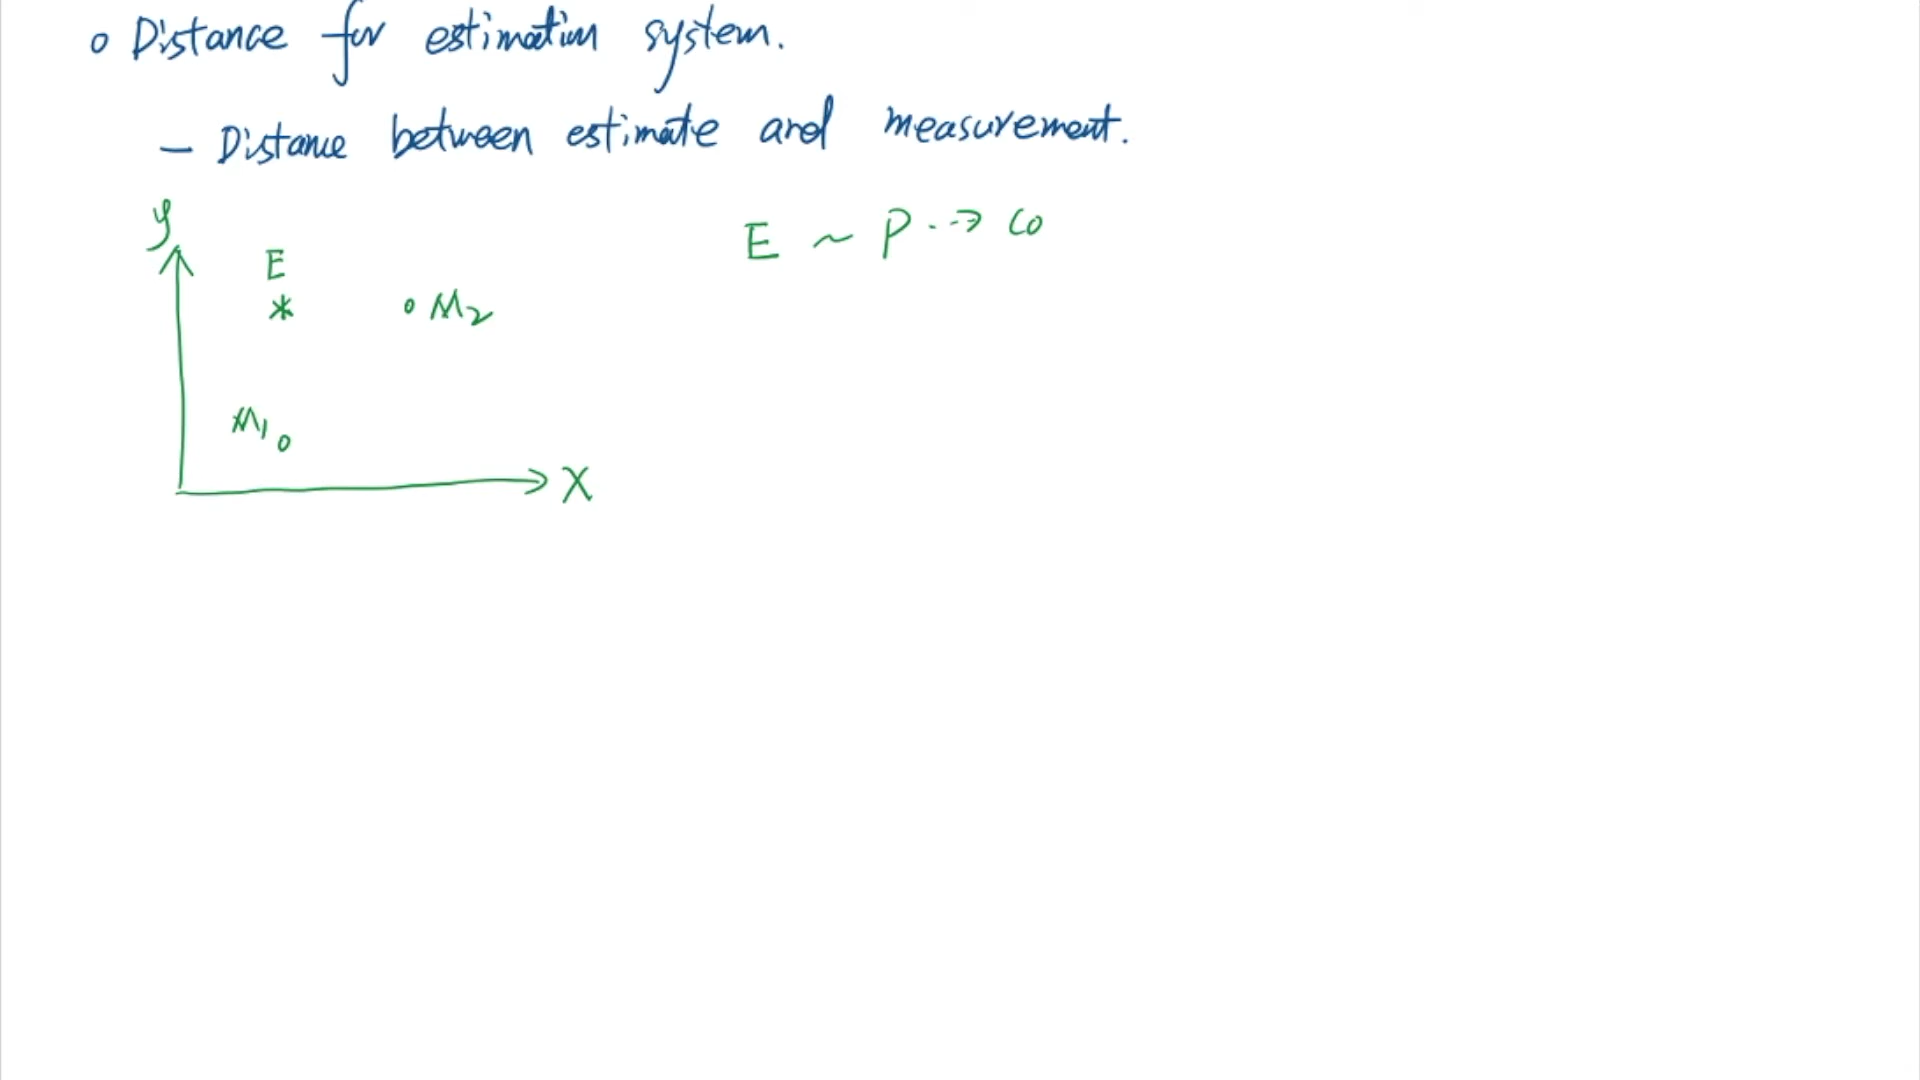 o Distance for estimation system.
– Distance between estimate and measurement.
y
E ~ P --> co
E
* o M2
M1 o
X